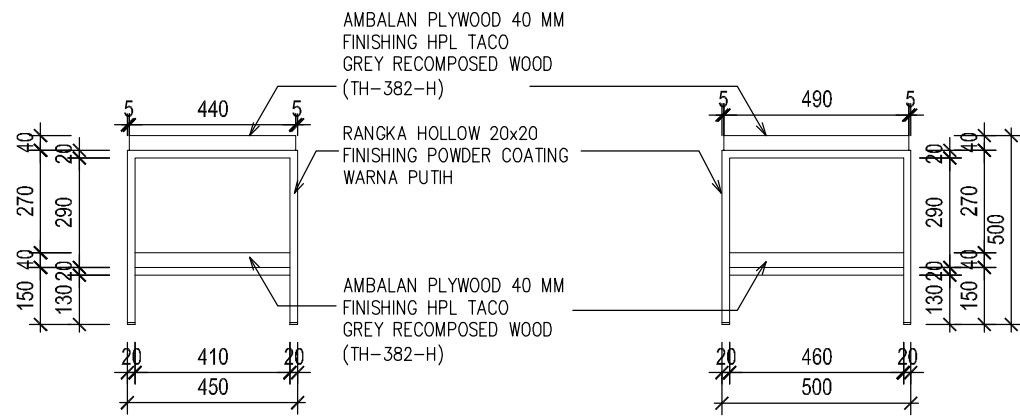 AMBALAN PLYWOOD 40 MM
FINISHING HPL TACO
GREY RECOMPOSED WOOD
(TH-382-H)
5 440 5
5 490 5
RANGKA HOLLOW 20x20
FINISHING POWDER COATING
WARNA PUTIH
40
270
40
150
20
290
20
130
20
290
20
130
40
270
40
150
500
AMBALAN PLYWOOD 40 MM
FINISHING HPL TACO
GREY RECOMPOSED WOOD
(TH-382-H)
20 410 20
450
20 460 20
500